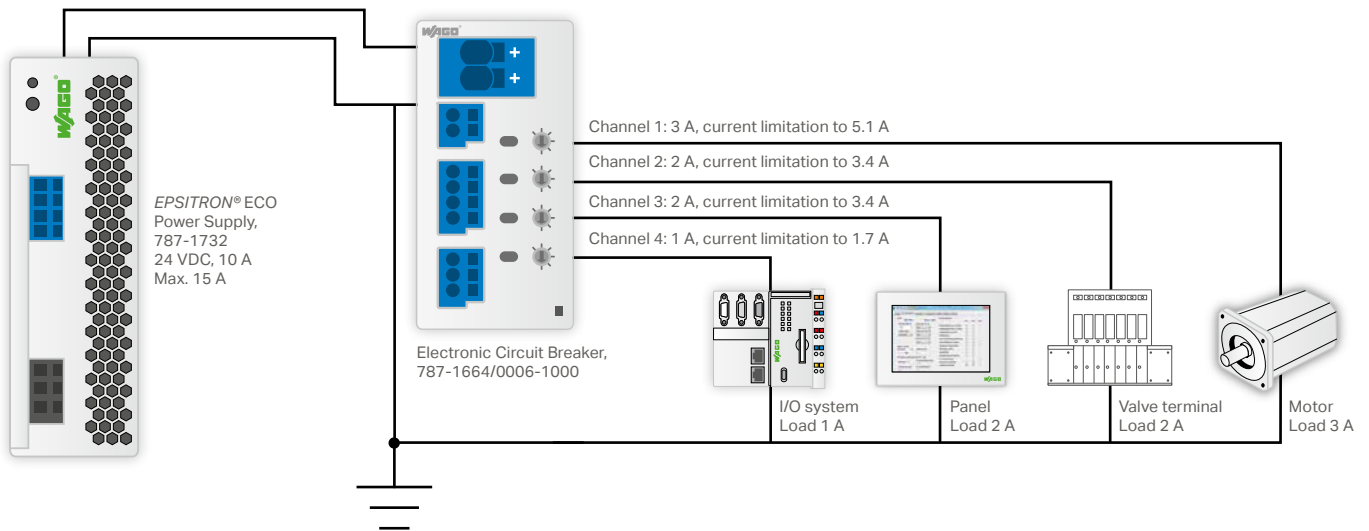 WAGO
WAGO
+
+
EPSITRON® ECO
Power Supply,
787-1732
24 VDC, 10 A
Max. 15 A
Channel 1: 3 A, current limitation to 5.1 A
Channel 2: 2 A, current limitation to 3.4 A
Channel 3: 2 A, current limitation to 3.4 A
Channel 4: 1 A, current limitation to 1.7 A
Electronic Circuit Breaker,
787-1664/0006-1000
WAGO
WAGO
I/O system
Load 1 A
Panel
Load 2 A
Valve terminal
Load 2 A
Motor
Load 3 A